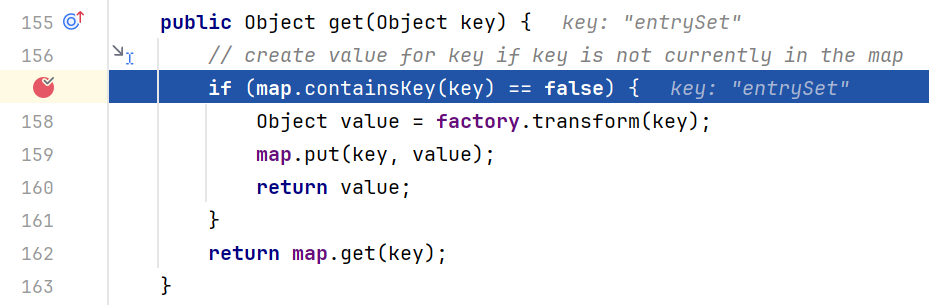 155 public Object get(Object key) { key: "entrySet"
156 // create value for key if key is not currently in the map
if (map.containsKey(key) == false) { key: "entrySet"
158 Object value = factory.transform(key);
159 map.put(key, value);
160 return value;
161 }
162 return map.get(key);
163 }